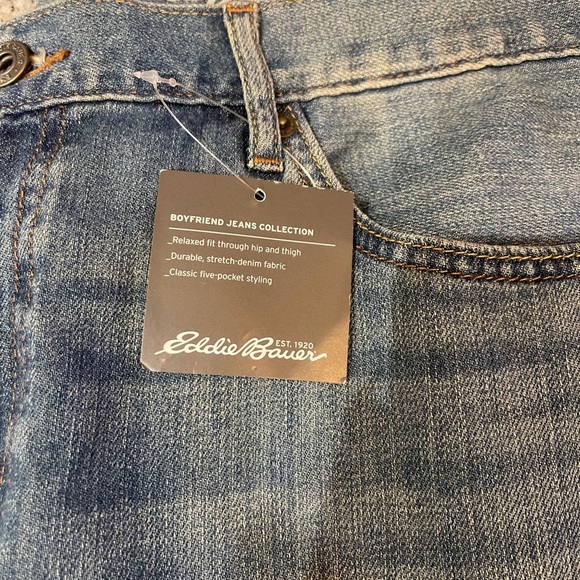 BOYFRIEND JEANS COLLECTION
_Relaxed fit through hip and thigh
_Durable, stretch-denim fabric
_Classic five-pocket styling
EST. 1920
Eddie Bauer